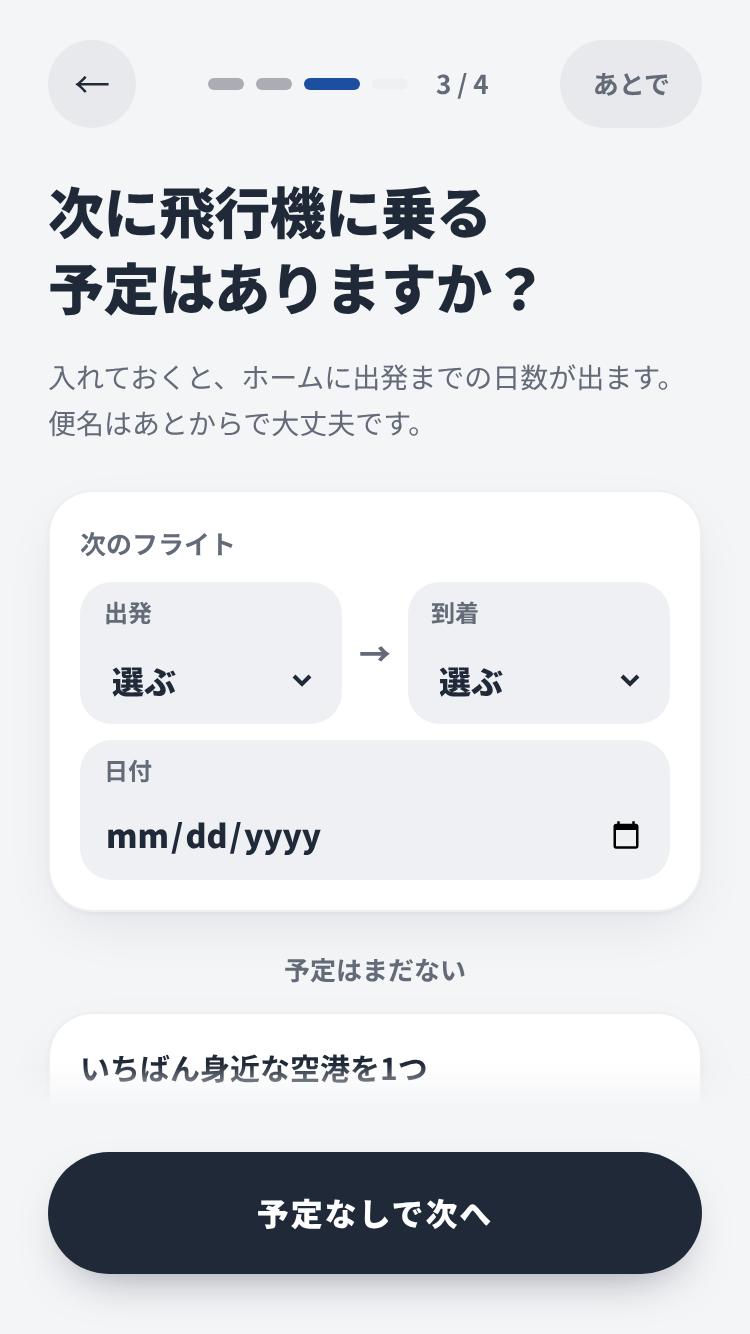 ←
3 / 4
あとで
次に飛行機に乗る
予定はありますか？
入れておくと、ホームに出発までの日数が出ます。
便名はあとからで大丈夫です。
次のフライト
出発
選ぶ
→
到着
選ぶ
日付
mm/dd/yyyy
予定はまだない
いちばん身近な空港を1つ
予定なしで次へ